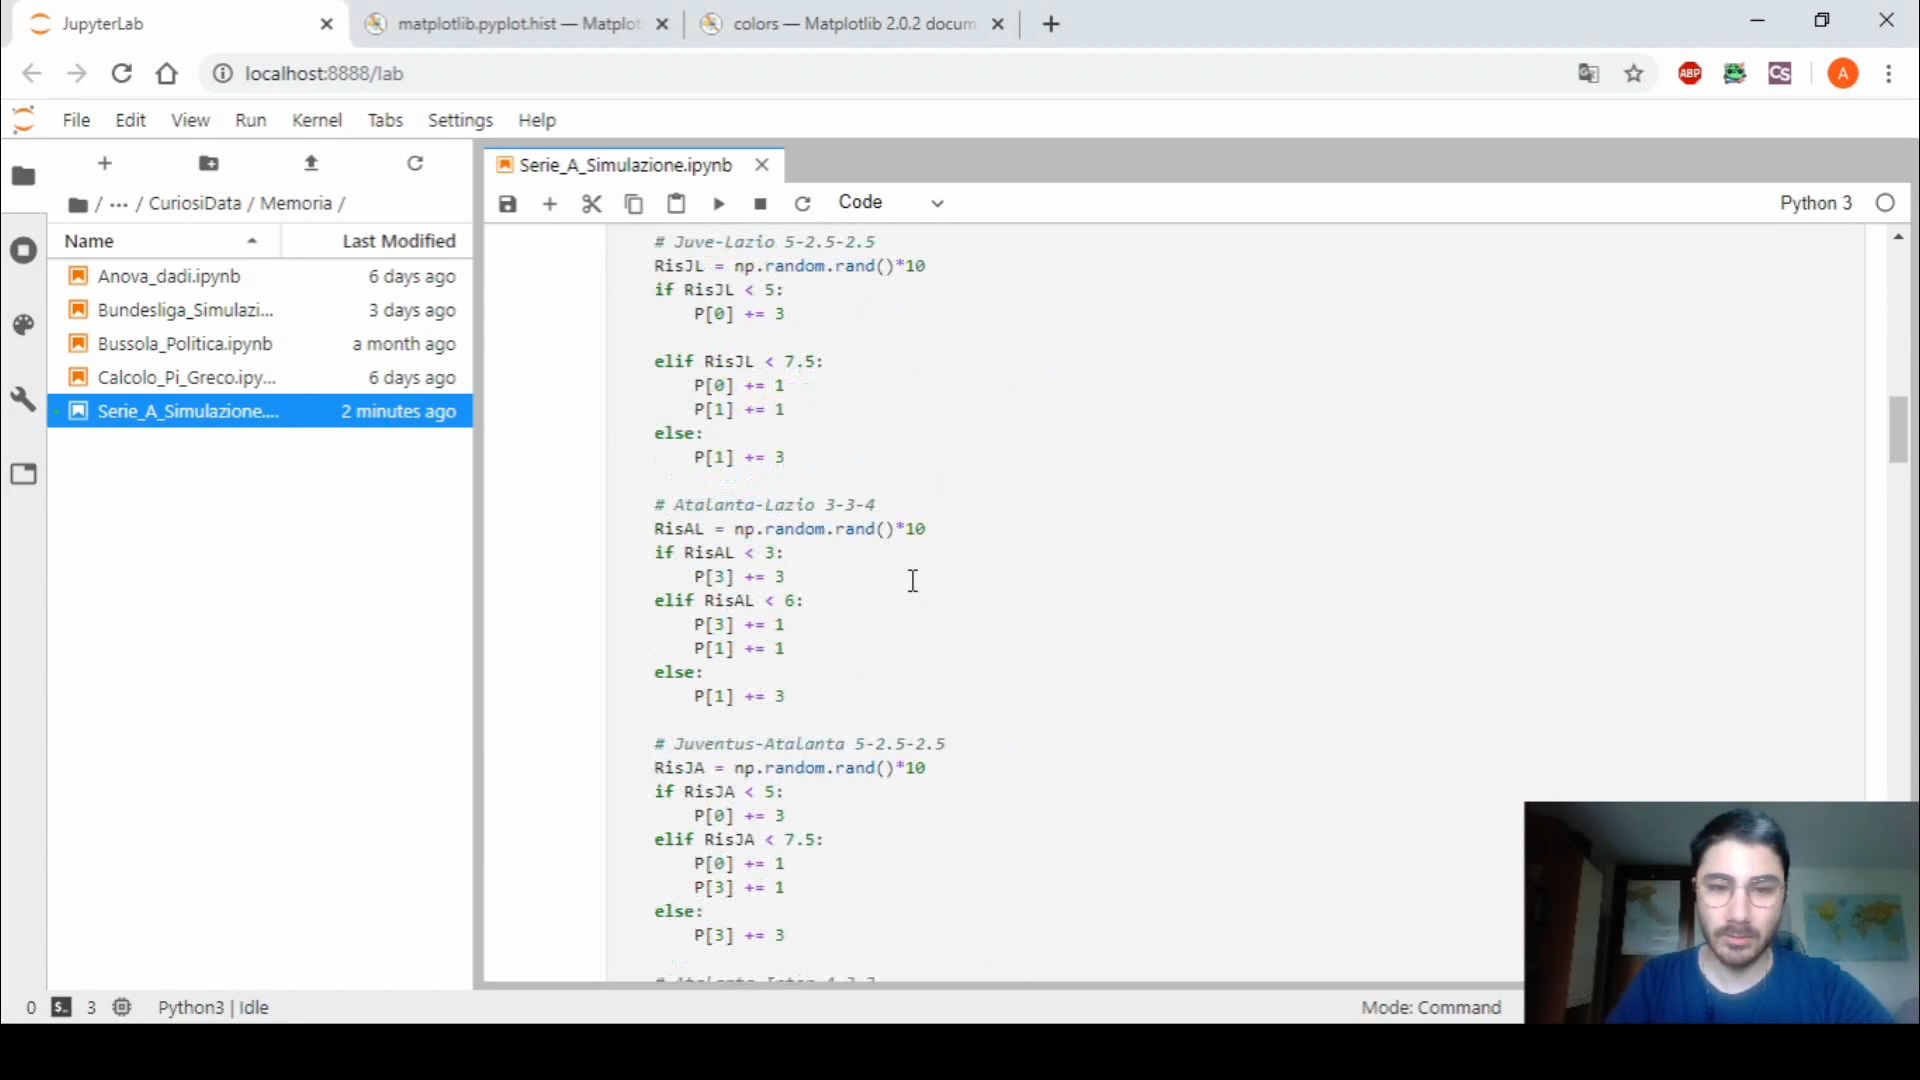 JupyterLab
matplotlib.pyplot.hist — Matplot
colors — Matplotlib 2.0.2 docum
localhost:8888/lab
ABP
CS
A
File Edit View Run Kernel Tabs Settings Help
/ ··· / CuriosiData / Memoria /
Name Last Modified
Anova_dadi.ipynb 6 days ago
Bundesliga_Simulazi... 3 days ago
Bussola_Politica.ipynb a month ago
Calcolo_Pi_Greco.ipy... 6 days ago
Serie_A_Simulazione.... 2 minutes ago
Serie_A_Simulazione.ipynb
Code
Python 3
# Juve-Lazio 5-2.5-2.5
RisJL = np.random.rand()*10
if RisJL < 5:
P[0] += 3
elif RisJL < 7.5:
P[0] += 1
P[1] += 1
else:
P[1] += 3
# Atalanta-Lazio 3-3-4
RisAL = np.random.rand()*10
if RisAL < 3:
P[3] += 3
elif RisAL < 6:
P[3] += 1
P[1] += 1
else:
P[1] += 3
# Juventus-Atalanta 5-2.5-2.5
RisJA = np.random.rand()*10
if RisJA < 5:
P[0] += 3
elif RisJA < 7.5:
P[0] += 1
P[3] += 1
else:
P[3] += 3
0 $_ 3 Python3 | Idle
Mode: Command